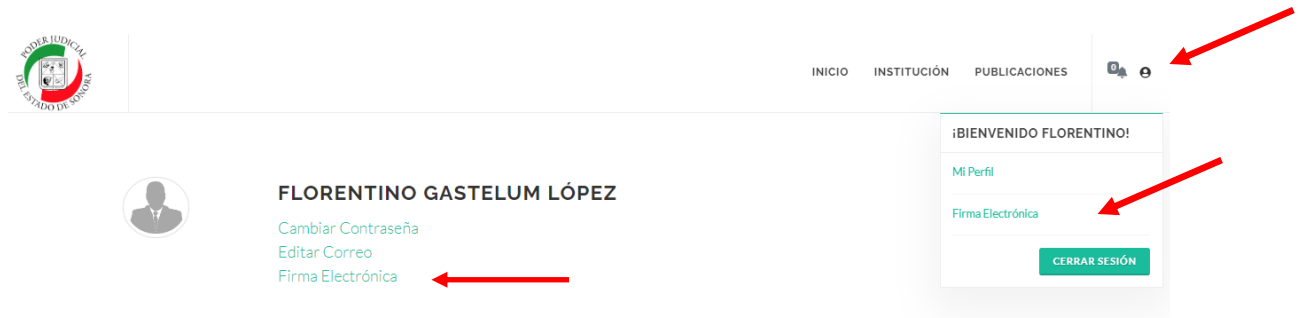 PODER JUDICIAL
DEL ESTADO DE SONORA
INICIO INSTITUCIÓN PUBLICACIONES 0
¡BIENVENIDO FLORENTINO!
Mi Perfil
Firma Electrónica
CERRAR SESIÓN
FLORENTINO GASTELUM LÓPEZ
Cambiar Contraseña
Editar Correo
Firma Electrónica